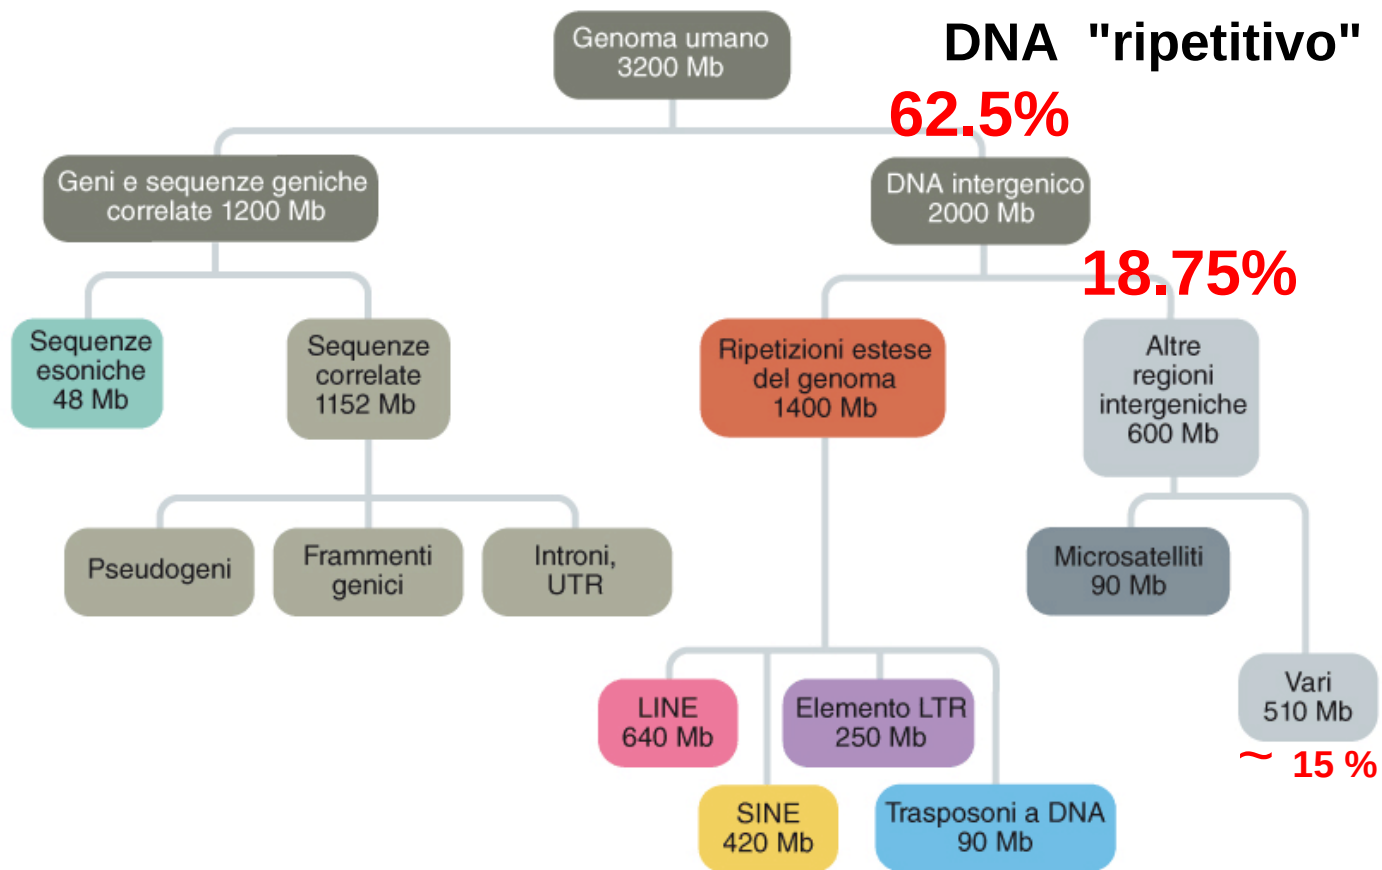 DNA "ripetitivo"
Genoma umano
3200 Mb
62.5%
Geni e sequenze geniche
correlate 1200 Mb
DNA intergenico
2000 Mb
18.75%
Sequenze
esoniche
48 Mb
Sequenze
correlate
1152 Mb
Ripetizioni estese
del genoma
1400 Mb
Altre
regioni
intergeniche
600 Mb
Pseudogeni
Frammenti
genici
Introni,
UTR
Microsatelliti
90 Mb
LINE
640 Mb
Elemento LTR
250 Mb
Vari
510 Mb
~ 15 %
SINE
420 Mb
Trasposoni a DNA
90 Mb